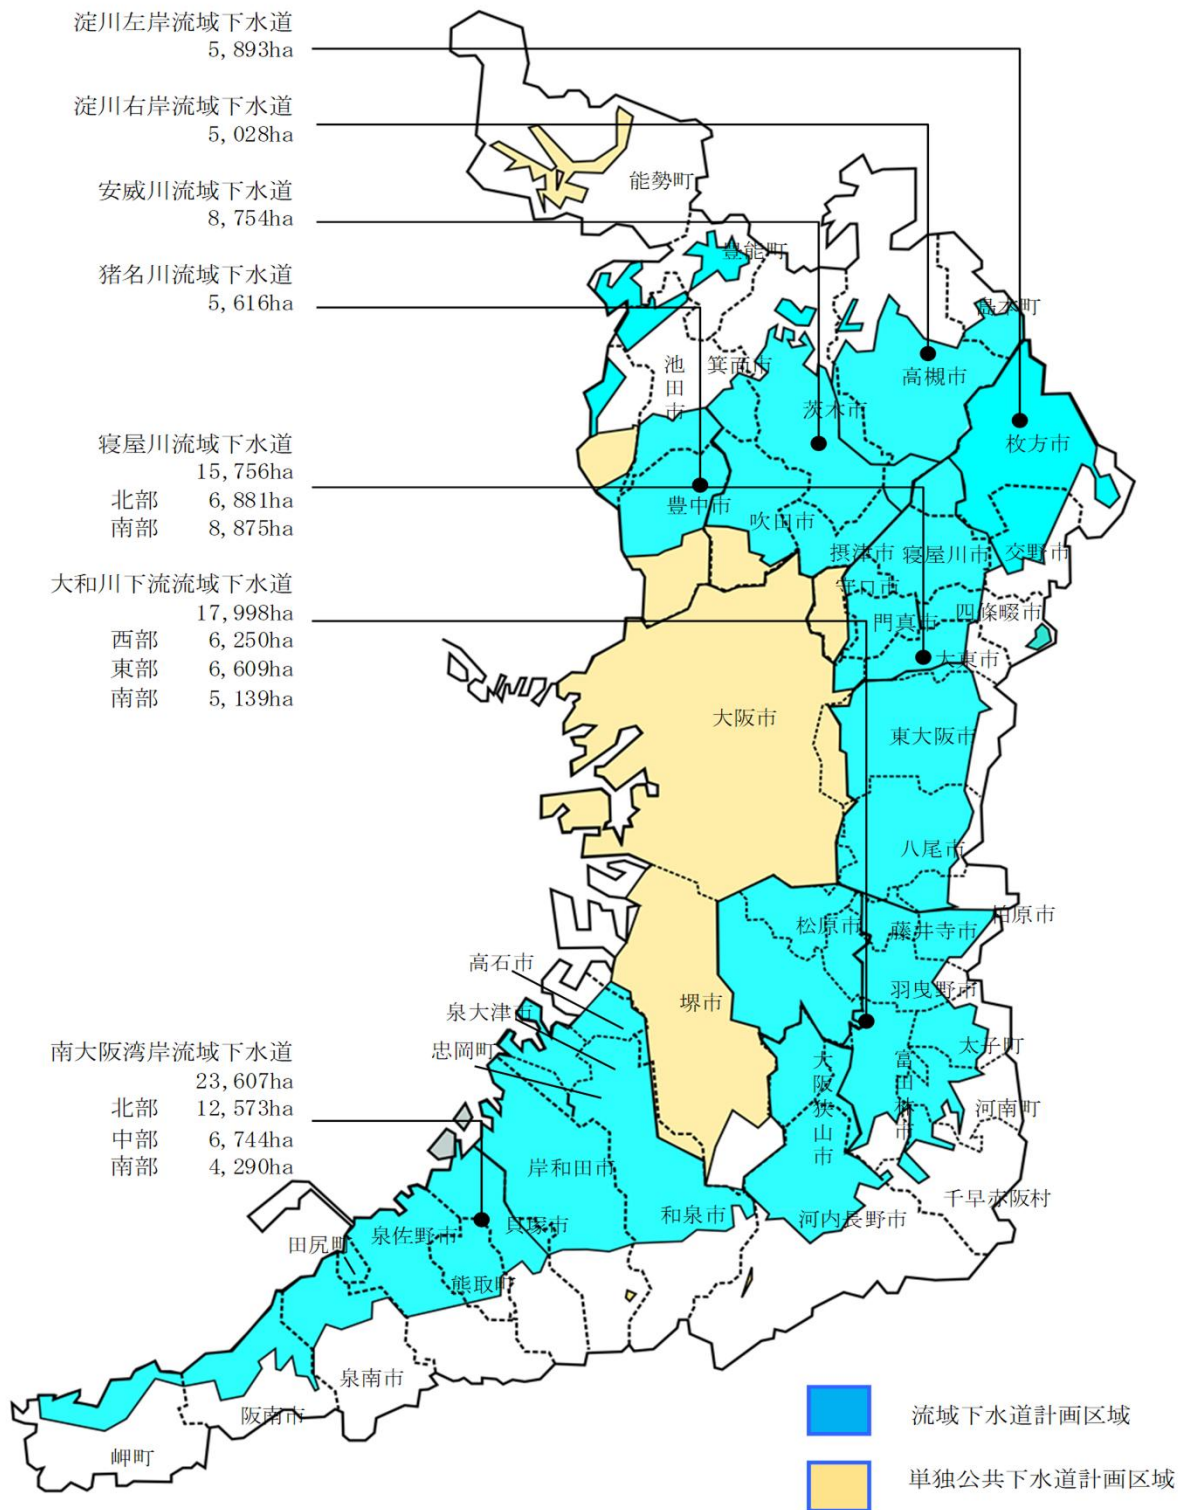 淀川左岸流域下水道
5,893ha
淀川右岸流域下水道
5,028ha
安威川流域下水道
8,754ha
猪名川流域下水道
5,616ha
寝屋川流域下水道
15,756ha
北部 6,881ha
南部 8,875ha
大和川下流流域下水道
17,998ha
西部 6,250ha
東部 6,609ha
南部 5,139ha
南大阪湾岸流域下水道
23,607ha
北部 12,573ha
中部 6,744ha
南部 4,290ha
能勢町
豊能町
島本町
池田市
箕面市
高槻市
茨木市
枚方市
豊中市
吹田市
摂津市
寝屋川市
交野市
守口市
門真市
四條畷市
大東市
大阪市
東大阪市
八尾市
柏原市
松原市
藤井寺市
高石市
堺市
羽曳野市
泉大津市
忠岡町
大阪狭山市
富田林市
太子町
河南町
岸和田市
千早赤阪村
和泉市
河内長野市
貝塚市
泉佐野市
田尻町
熊取町
泉南市
阪南市
岬町
流域下水道計画区域
単独公共下水道計画区域